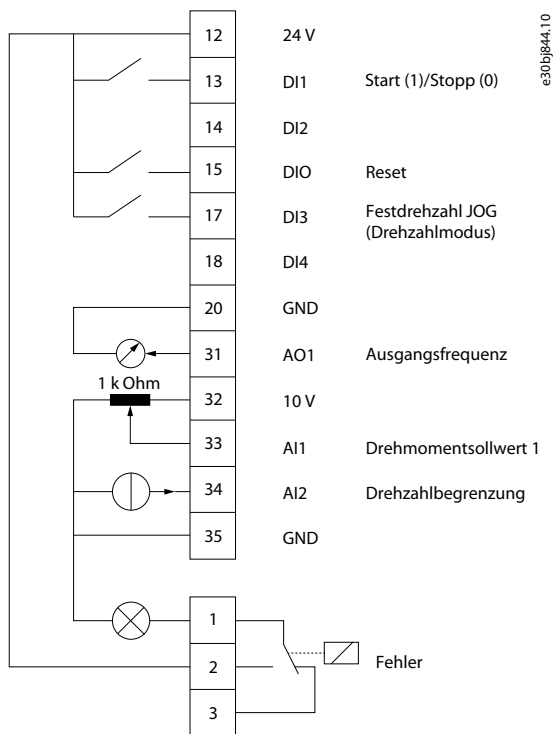 e30bj844.10
12 24 V
13 DI1 Start (1)/Stopp (0)
14 DI2
15 DIO Reset
17 DI3 Festdrehzahl JOG
(Drehzahlmodus)
18 DI4
20 GND
31 AO1 Ausgangsfrequenz
1 k Ohm
32 10 V
33 AI1 Drehmomentsollwert 1
34 AI2 Drehzahlbegrenzung
35 GND
1
2 Fehler
3